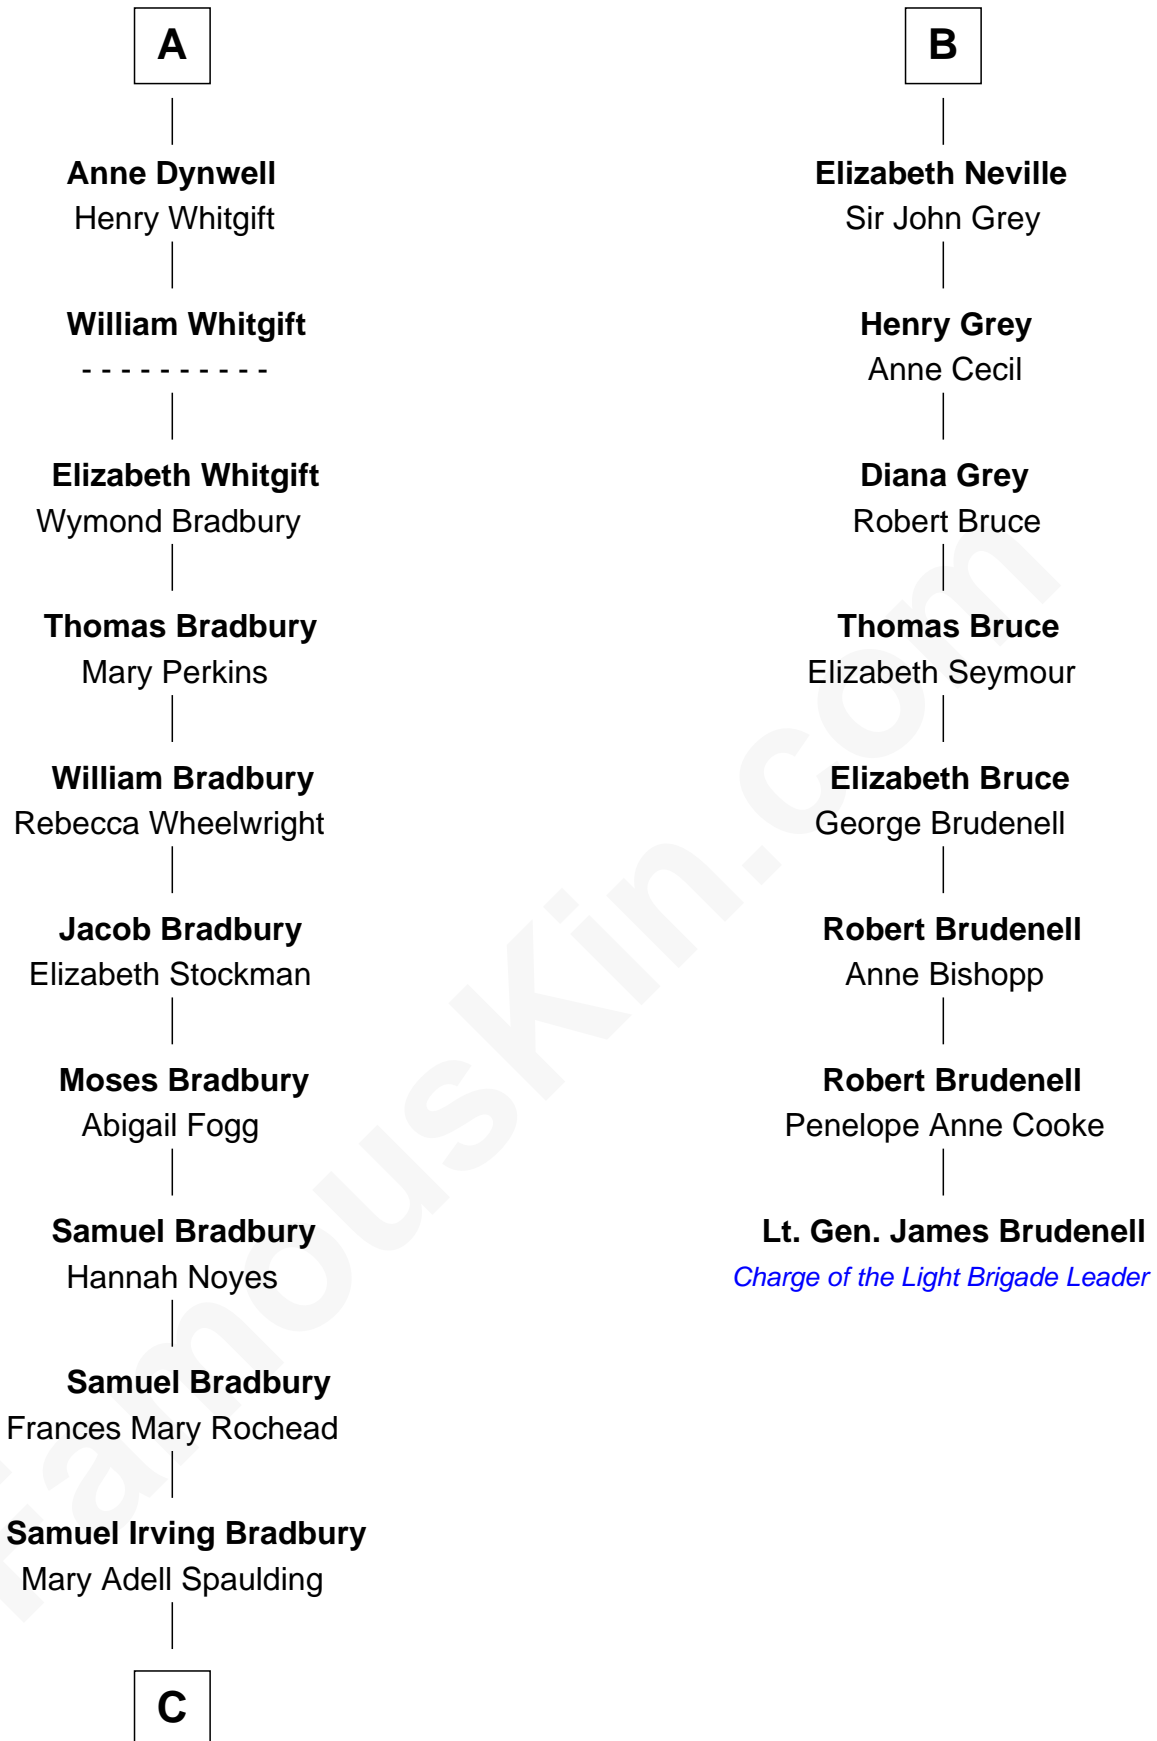 A
Anne Dynwell
Henry Whitgift
William Whitgift
- - - - - - - - - -
Elizabeth Whitgift
Wymond Bradbury
Thomas Bradbury
Mary Perkins
William Bradbury
Rebecca Wheelwright
Jacob Bradbury
Elizabeth Stockman
Moses Bradbury
Abigail Fogg
Samuel Bradbury
Hannah Noyes
Samuel Bradbury
Frances Mary Rochead
Samuel Irving Bradbury
Mary Adell Spaulding
C
B
Elizabeth Neville
Sir John Grey
Henry Grey
Anne Cecil
Diana Grey
Robert Bruce
Thomas Bruce
Elizabeth Seymour
Elizabeth Bruce
George Brudenell
Robert Brudenell
Anne Bishopp
Robert Brudenell
Penelope Anne Cooke
Lt. Gen. James Brudenell
Charge of the Light Brigade Leader
FamousKin.com